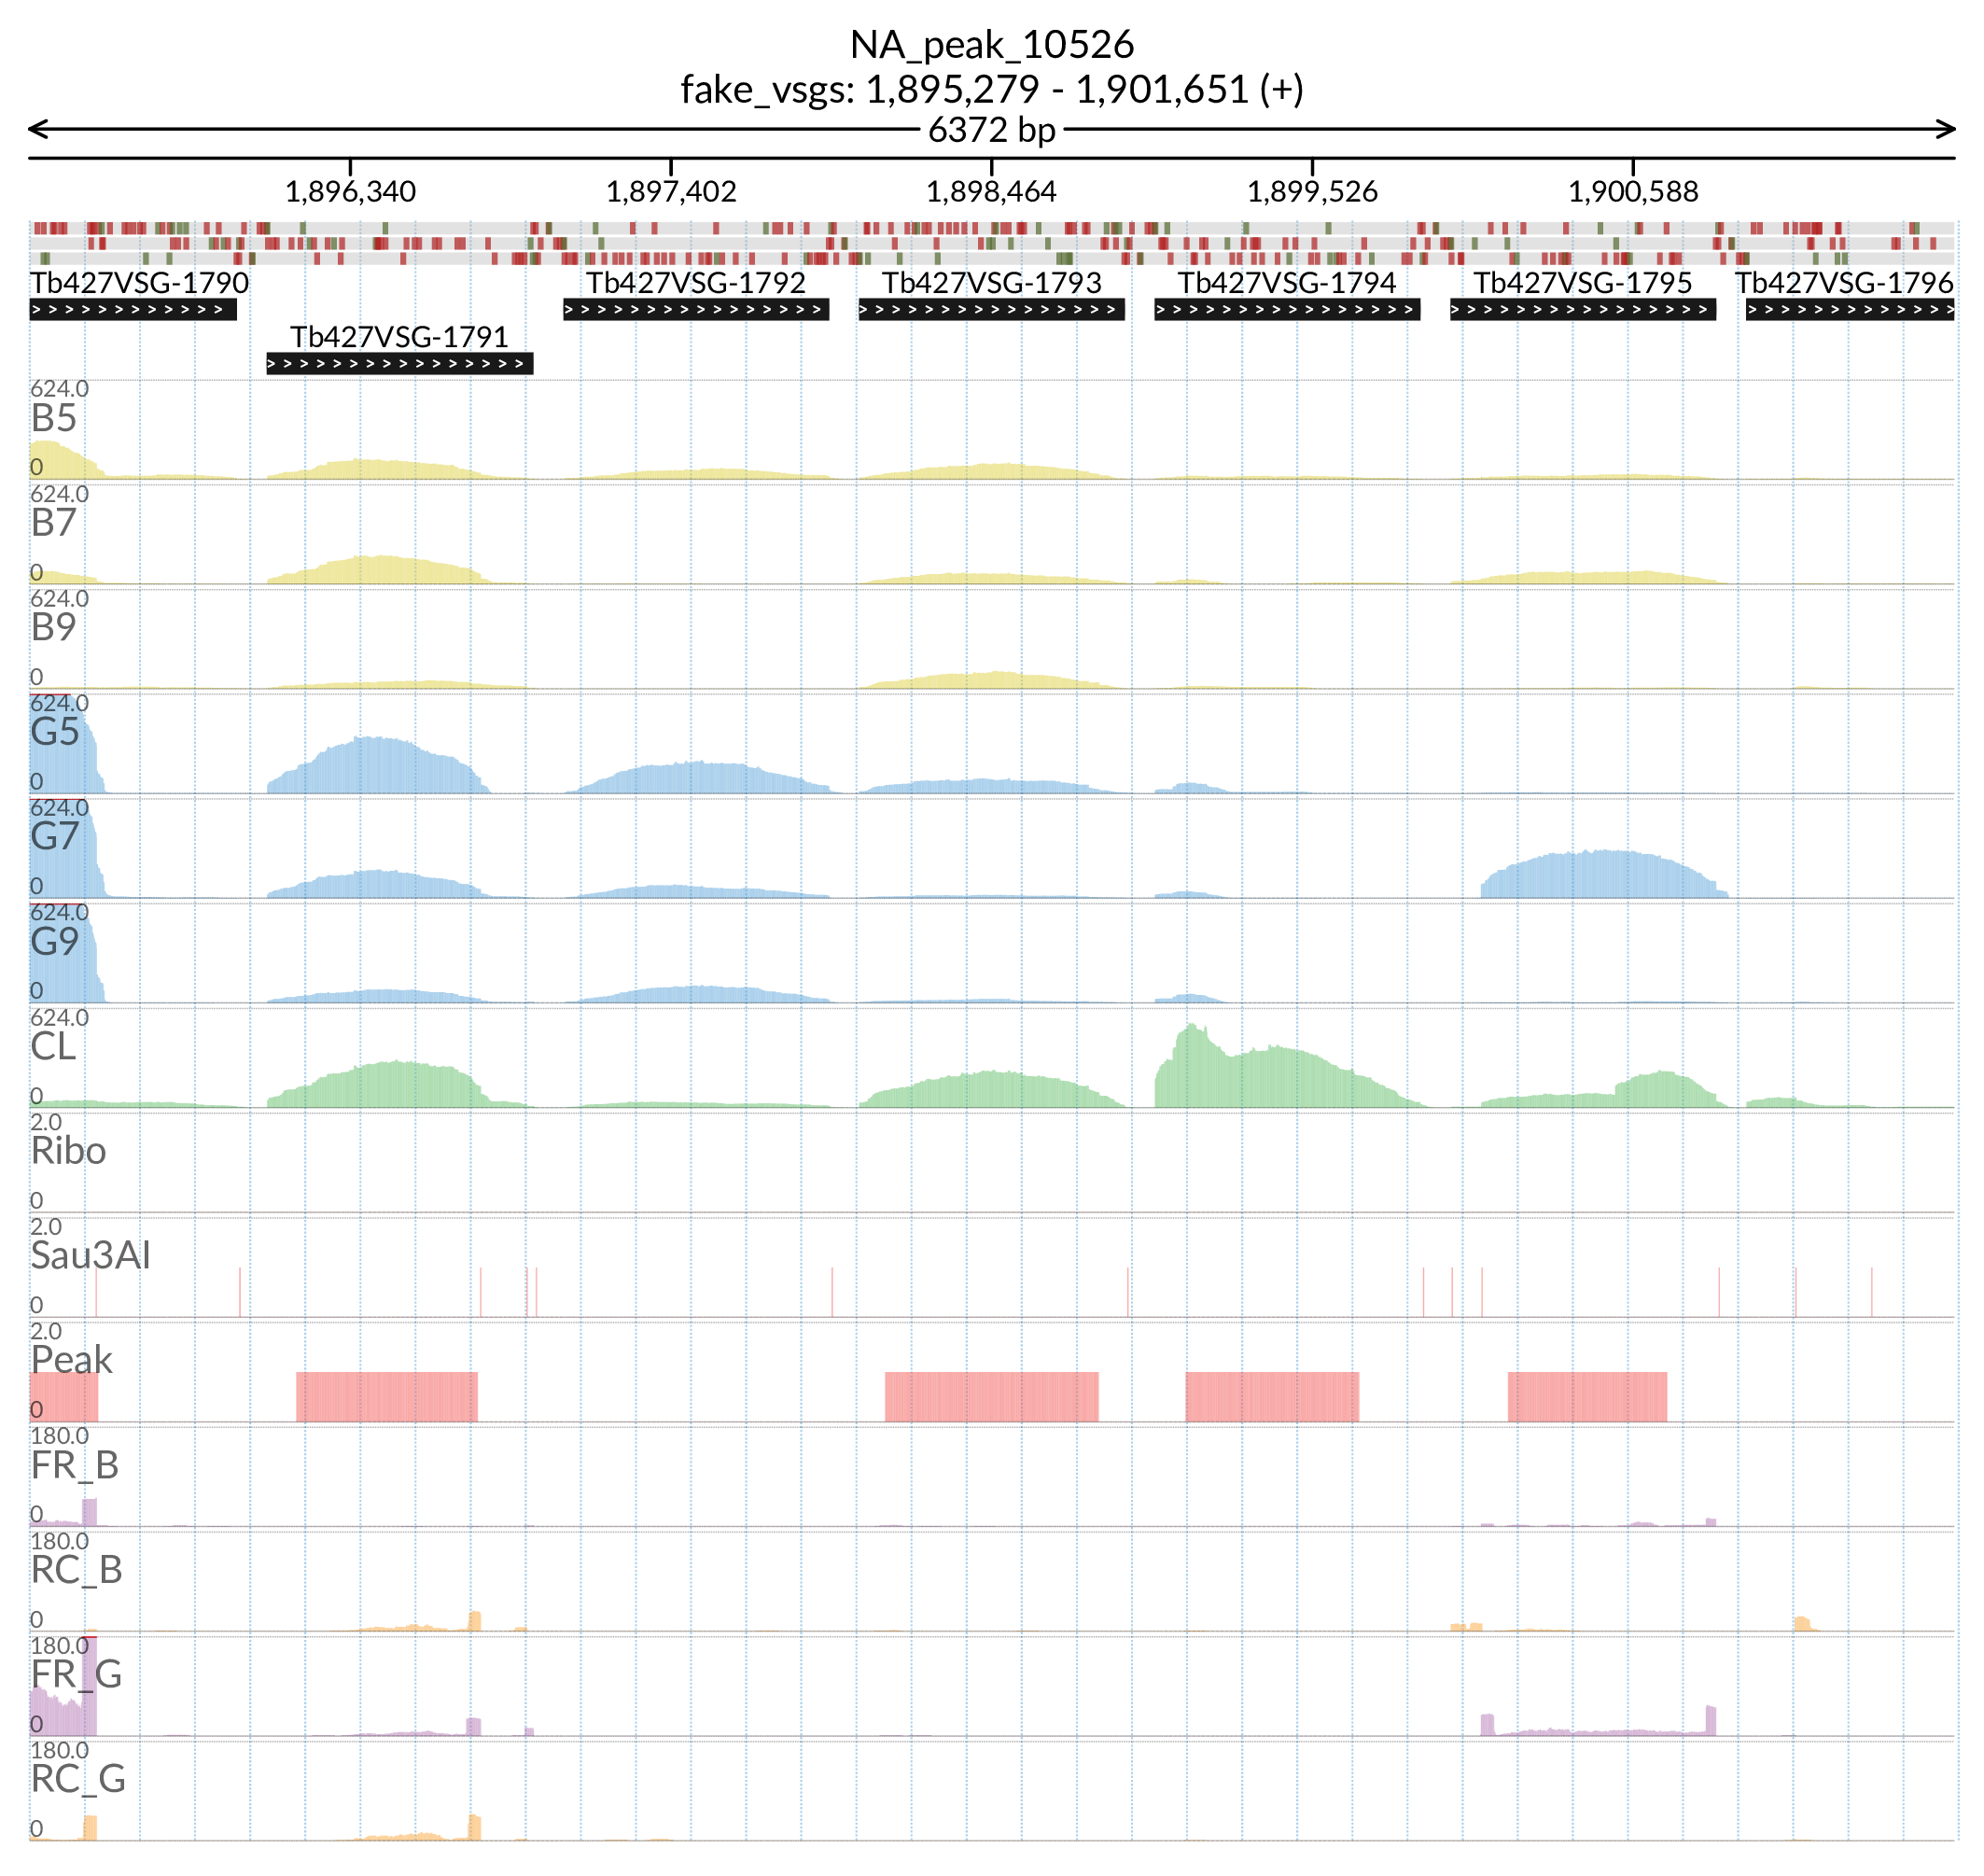 NA_peak_10526
fake_vsgs: 1,895,279 - 1,901,651 (+)
6372 bp
1,896,340 1,897,402 1,898,464 1,899,526 1,900,588
Tb427VSG-1790 Tb427VSG-1792 Tb427VSG-1793 Tb427VSG-1794 Tb427VSG-1795 Tb427VSG-1796
Tb427VSG-1791
624.0
B5
0
624.0
B7
0
624.0
B9
0
624.0
G5
0
624.0
G7
0
624.0
G9
0
624.0
CL
0
2.0
Ribo
0
2.0
Sau3AI
0
2.0
Peak
0
180.0
FR_B
0
180.0
RC_B
0
180.0
FR_G
0
180.0
RC_G
0